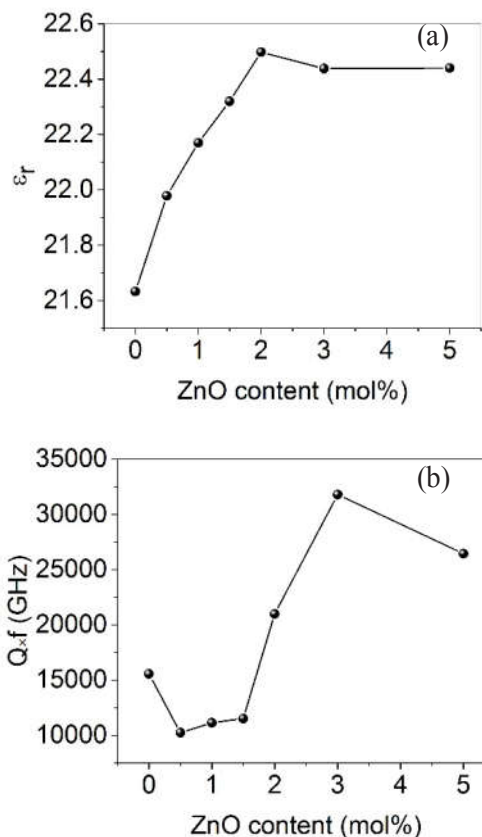 (a)
22.6
22.4
22.2
22.0
21.8
21.6
εr
0 1 2 3 4 5
ZnO content (mol%)
(b)
35000
30000
25000
20000
15000
10000
Q×f (GHz)
0 1 2 3 4 5
ZnO content (mol%)